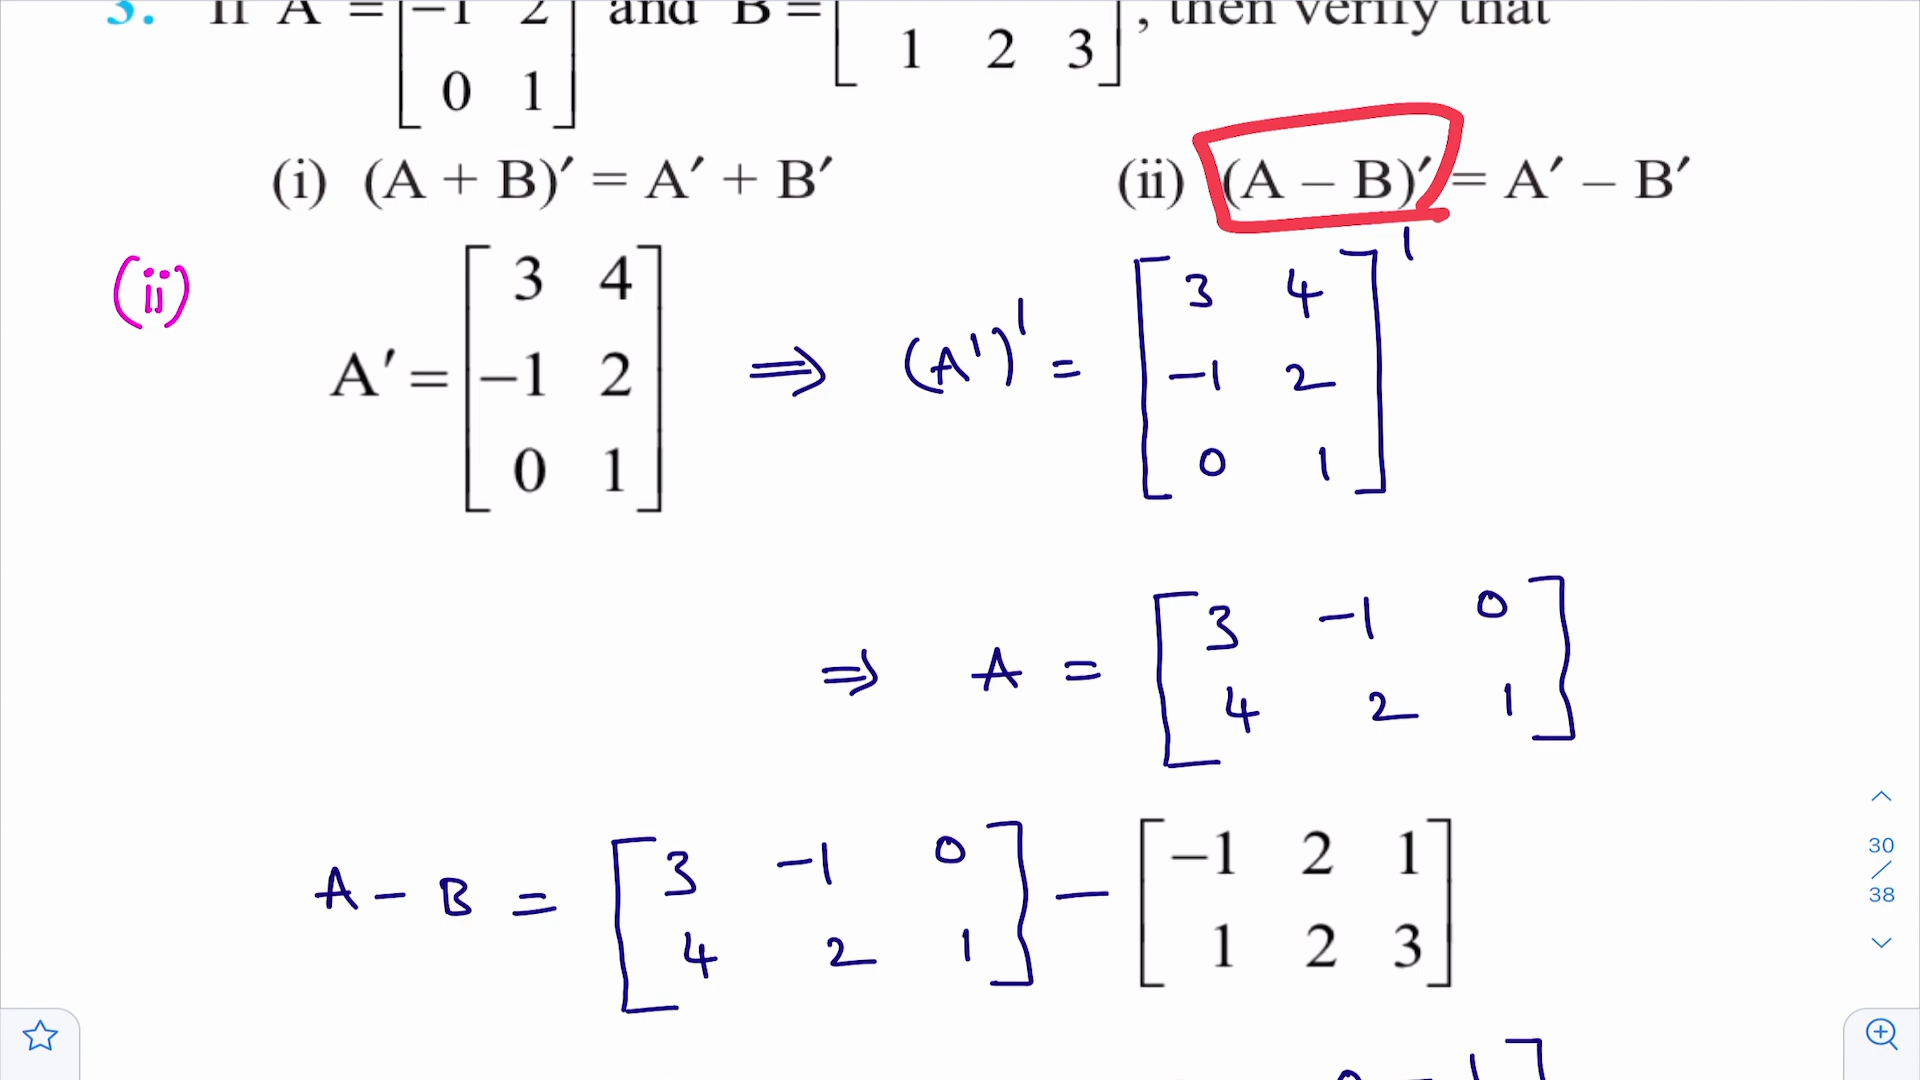 3. If A = [−1 2 and B = , then verify that
1 2 3]
0 1]
(i) (A + B)′ = A′ + B′ (ii) (A – B)′ = A′ – B′
(ii) A′ = [3 4 −1 2 0 1] ⇒ (A')' = [3 4 -1 2 0 1]'
⇒ A = [3 -1 0
4 2 1]
A - B = [3 -1 0 4 2 1] - [−1 2 1 1 2 3]
30
/
38